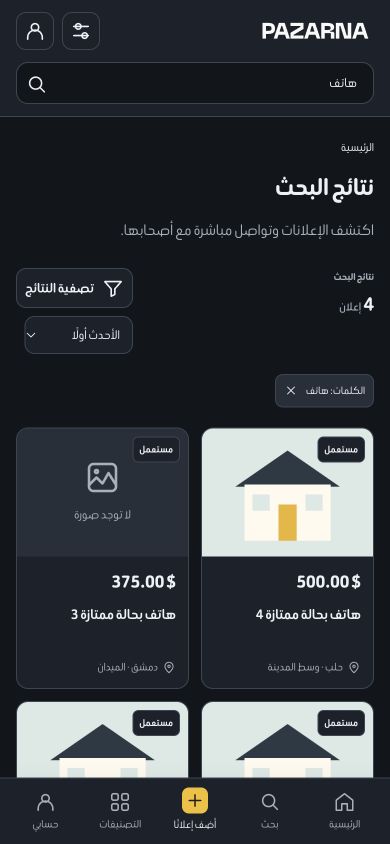 PAZARNA
هاتف
الرئيسية
نتائج البحث
اكتشف الإعلانات وتواصل مباشرة مع أصحابها.
نتائج البحث
4 إعلان
تصفية النتائج
الأحدث أولًا
الكلمات: هاتف
مستعمل
500.00 $
هاتف بحالة ممتازة 4
حلب · وسط المدينة
مستعمل
لا توجد صورة
375.00 $
هاتف بحالة ممتازة 3
دمشق · الميدان
مستعمل
مستعمل
الرئيسية
بحث
أضف إعلانًا
التصنيفات
حسابي